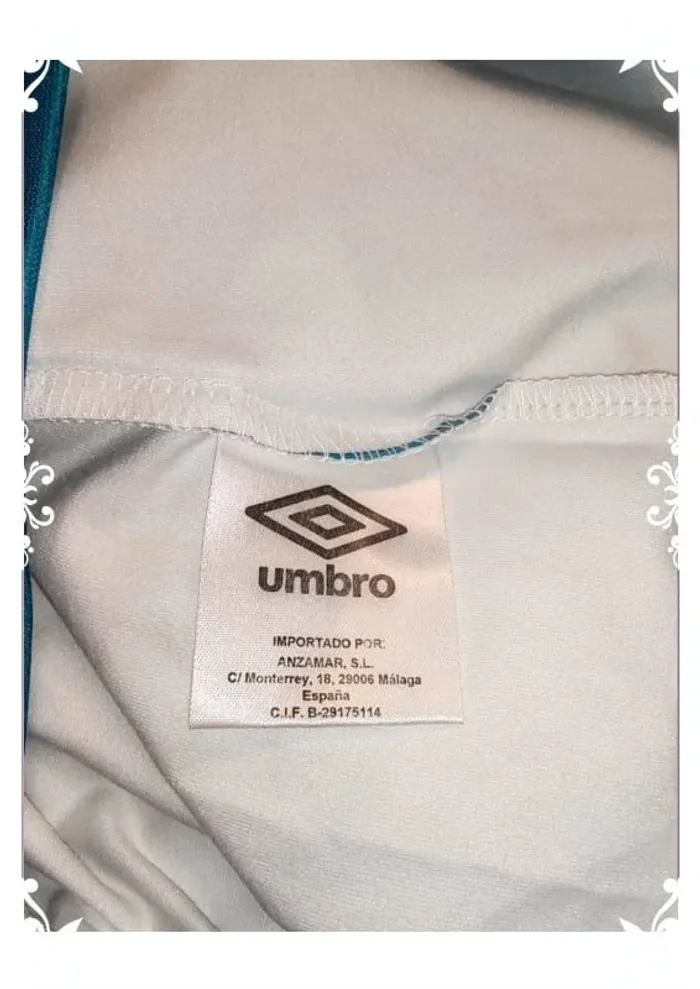 umbro
IMPORTADO POR:
ANZAMAR, S.L.
C/ Monterrey, 18, 29006 Málaga
España
C.I.F. B-29175114